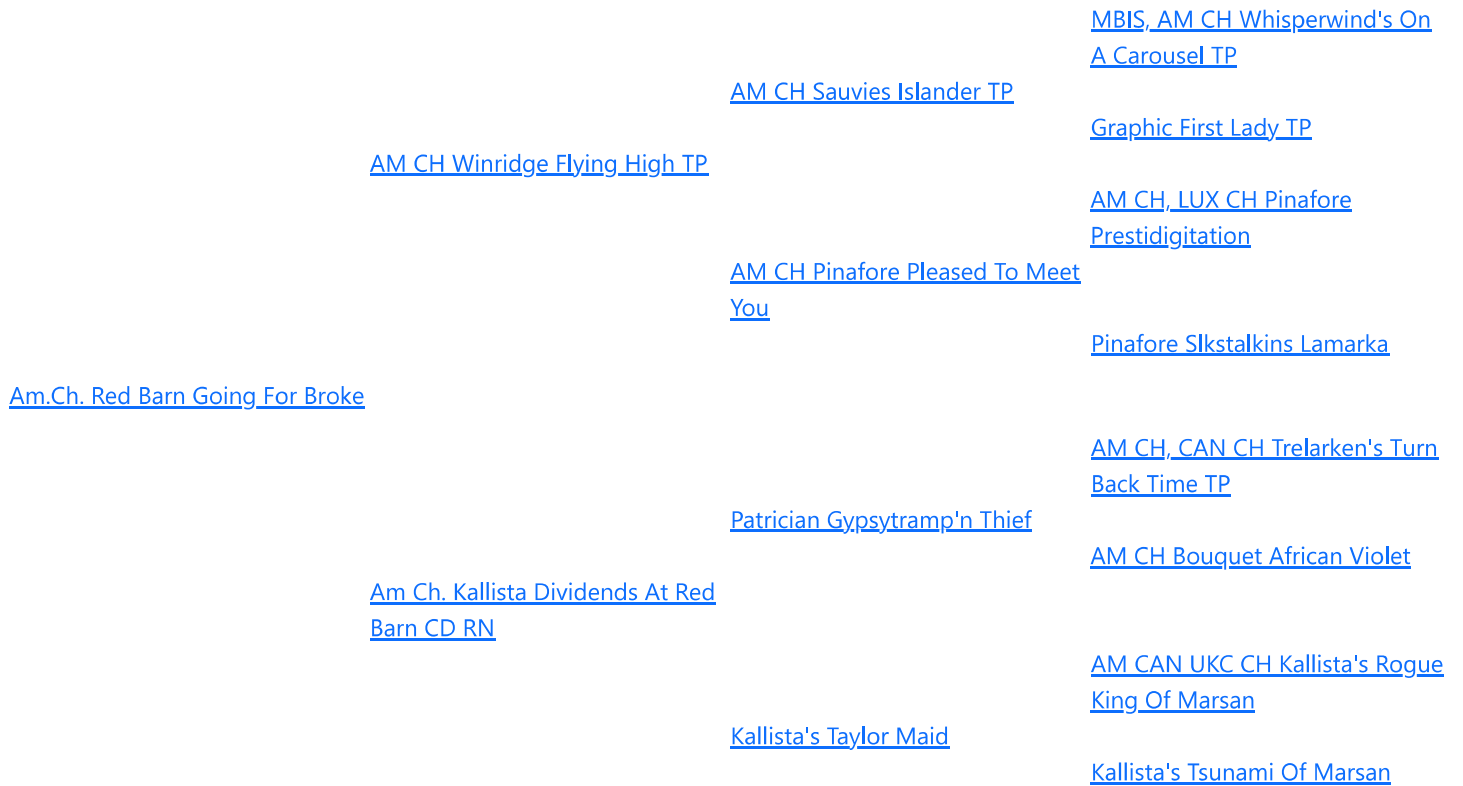 MBIS, AM CH Whisperwind's On
A Carousel TP
AM CH Sauvies Islander TP
Graphic First Lady TP
AM CH Winridge Flying High TP
AM CH, LUX CH Pinafore
Prestidigitation
AM CH Pinafore Pleased To Meet
You
Pinafore Slkstalkins Lamarka
Am.Ch. Red Barn Going For Broke
AM CH, CAN CH Trelarken's Turn
Back Time TP
Patrician Gypsytramp'n Thief
AM CH Bouquet African Violet
Am Ch. Kallista Dividends At Red
Barn CD RN
AM CAN UKC CH Kallista's Rogue
King Of Marsan
Kallista's Taylor Maid
Kallista's Tsunami Of Marsan